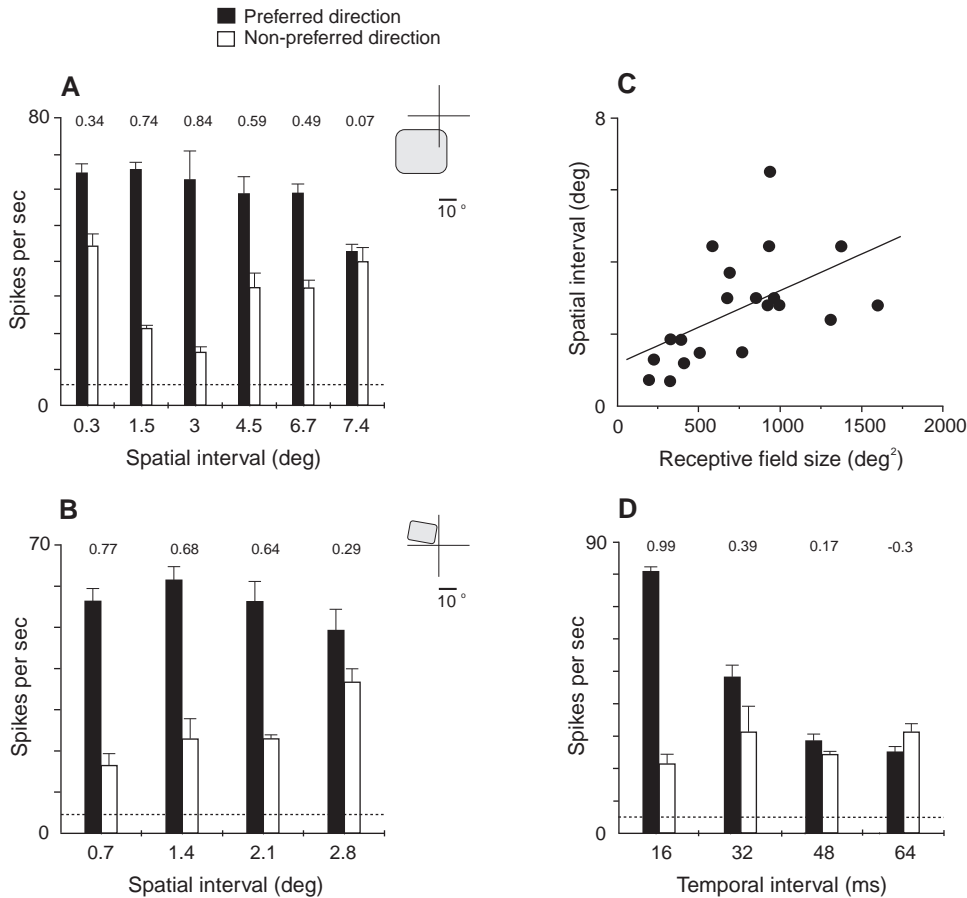 Preferred direction
Non-preferred direction
A
80
0.34 0.74 0.84 0.59 0.49 0.07
Spikes per sec
10 °
0
0.3 1.5 3 4.5 6.7 7.4
Spatial interval (deg)
C
8
Spatial interval (deg)
0
0 500 1000 1500 2000
Receptive field size (deg²)
B
70
0.77 0.68 0.64 0.29
Spikes per sec
10 °
0
0.7 1.4 2.1 2.8
Spatial interval (deg)
D
90
0.99 0.39 0.17 -0.3
Spikes per sec
0
16 32 48 64
Temporal interval (ms)